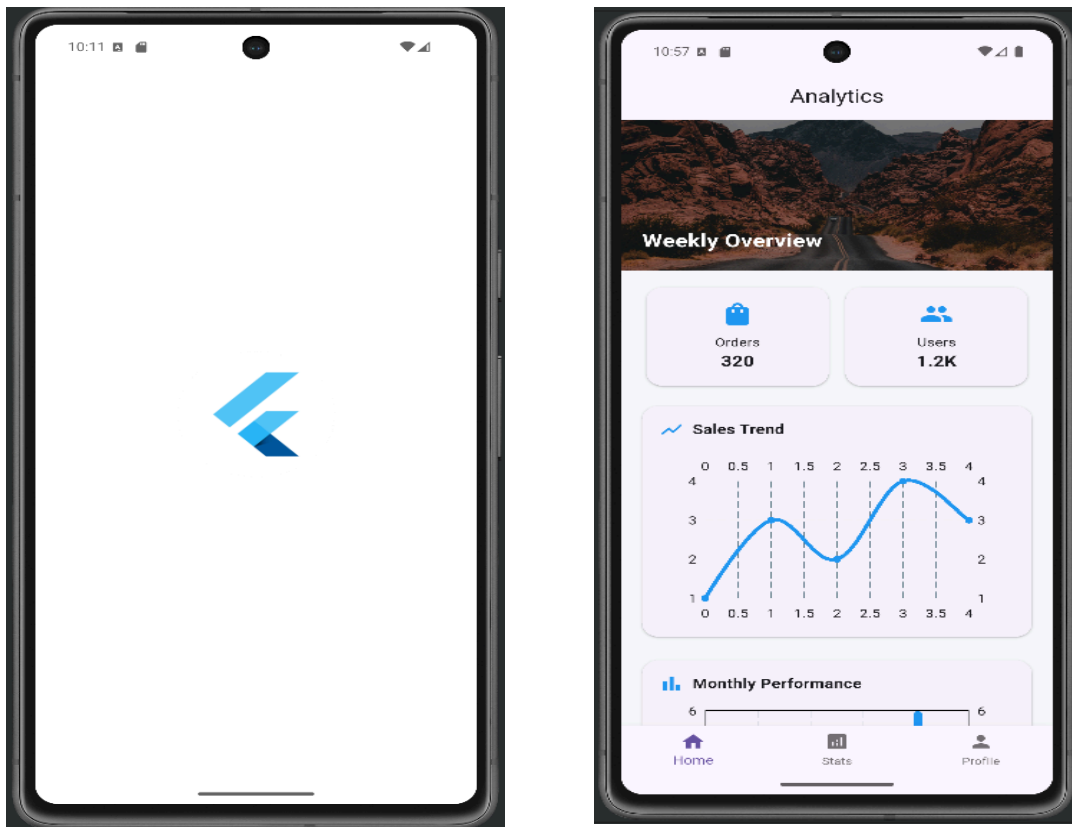 10:11
10:57
Analytics
Weekly Overview
Orders
320
Users
1.2K
Sales Trend
0 0.5 1 1.5 2 2.5 3 3.5 4
4 4
3 3
2 2
1 1
0 0.5 1 1.5 2 2.5 3 3.5 4
Monthly Performance
6 6
Home Stats Profile